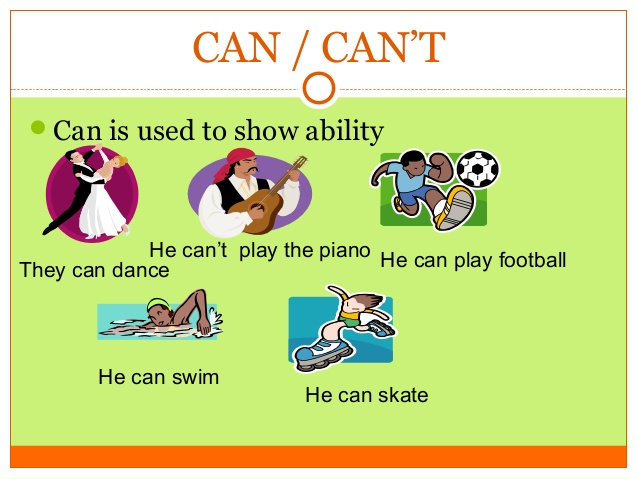 CAN / CAN’T
Can is used to show ability
He can’t  play the piano
He can play football
They can dance
He can swim
He can skate